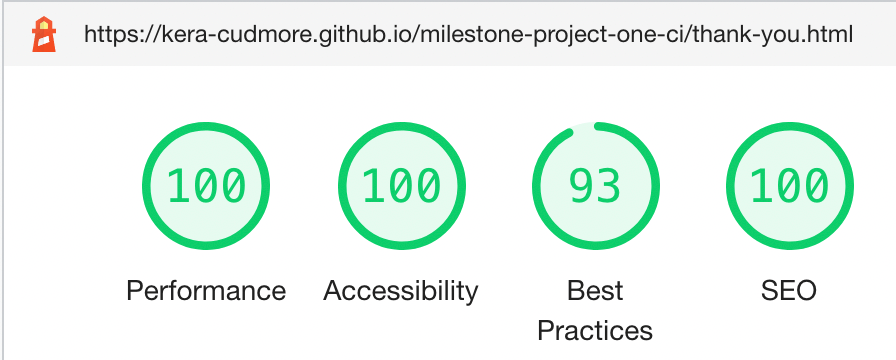 https://kera-cudmore.github.io/milestone-project-one-ci/thank-you.html
100 100 93 100
Performance Accessibility Best SEO
Practices